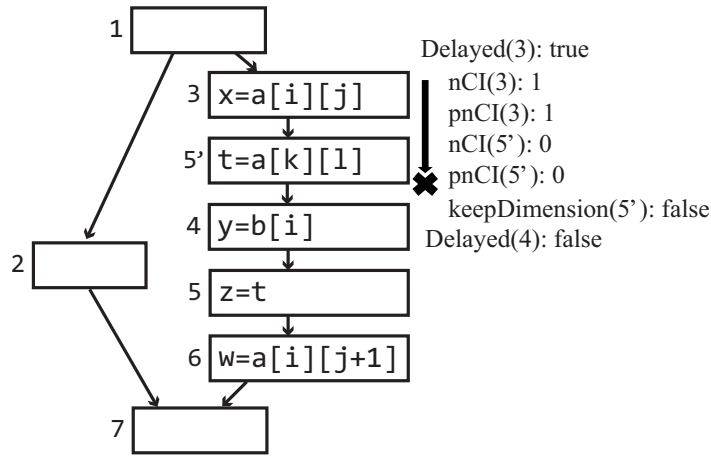 1
3 x=a[i][j]
5’ t=a[k][l]
4 y=b[i]
2
5 z=t
6 w=a[i][j+1]
7
Delayed(3): true
nCI(3): 1
pnCI(3): 1
nCI(5’): 0
pnCI(5’): 0
keepDimension(5’): false
Delayed(4): false